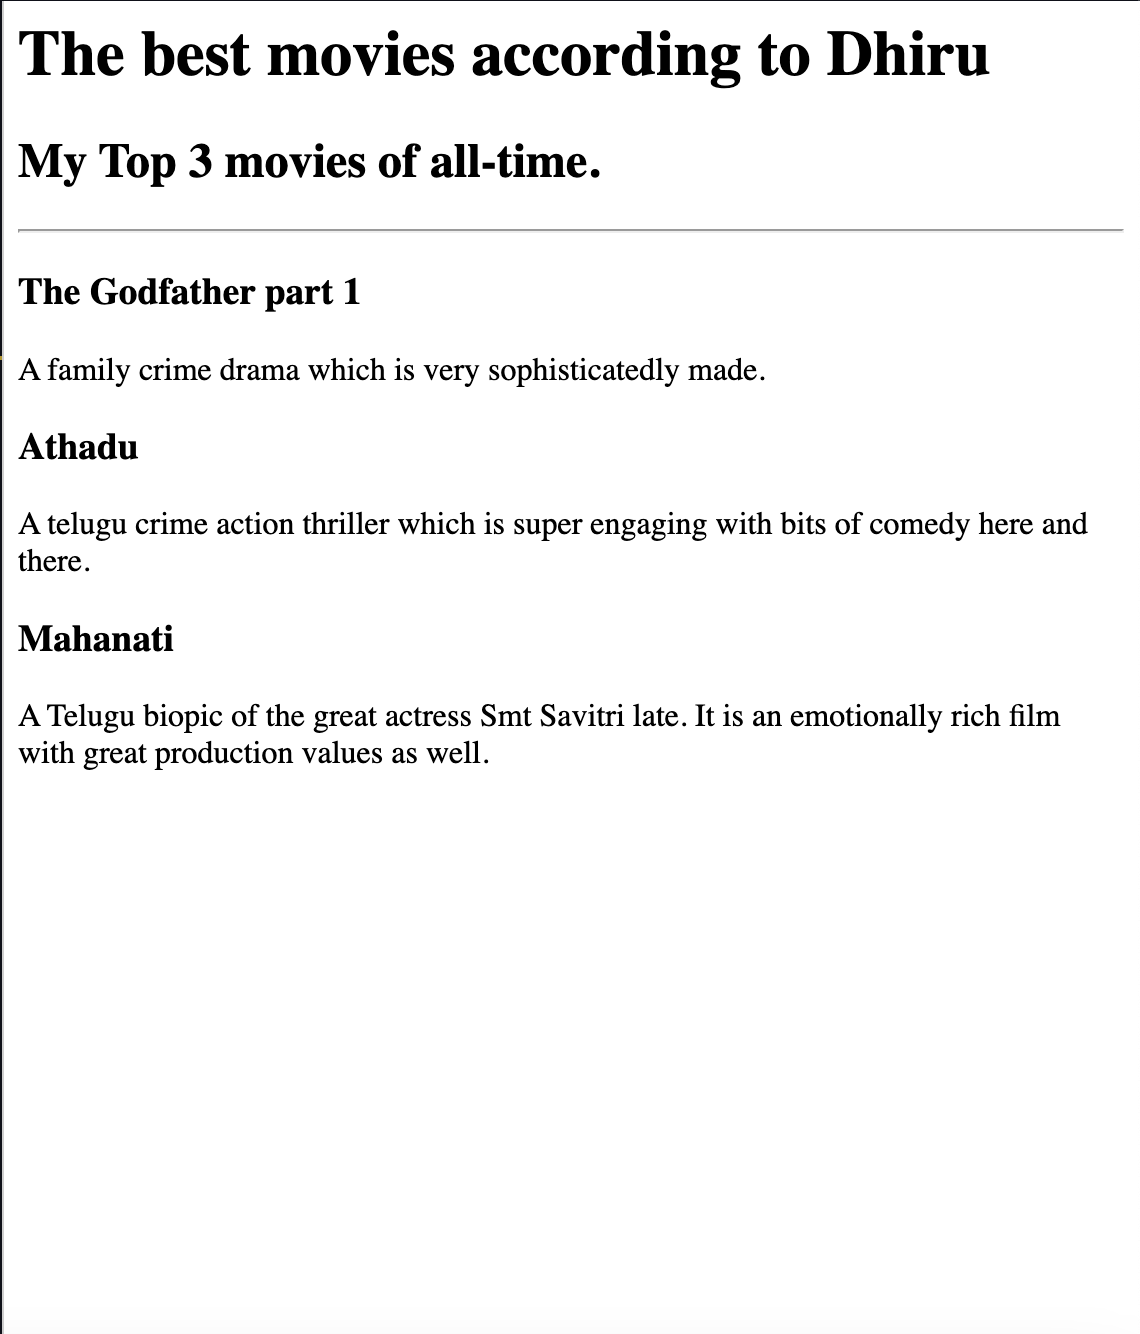 The best movies according to Dhiru
My Top 3 movies of all-time.
The Godfather part 1
A family crime drama which is very sophisticatedly made.
Athadu
A telugu crime action thriller which is super engaging with bits of comedy here and
there.
Mahanati
A Telugu biopic of the great actress Smt Savitri late. It is an emotionally rich film
with great production values as well.